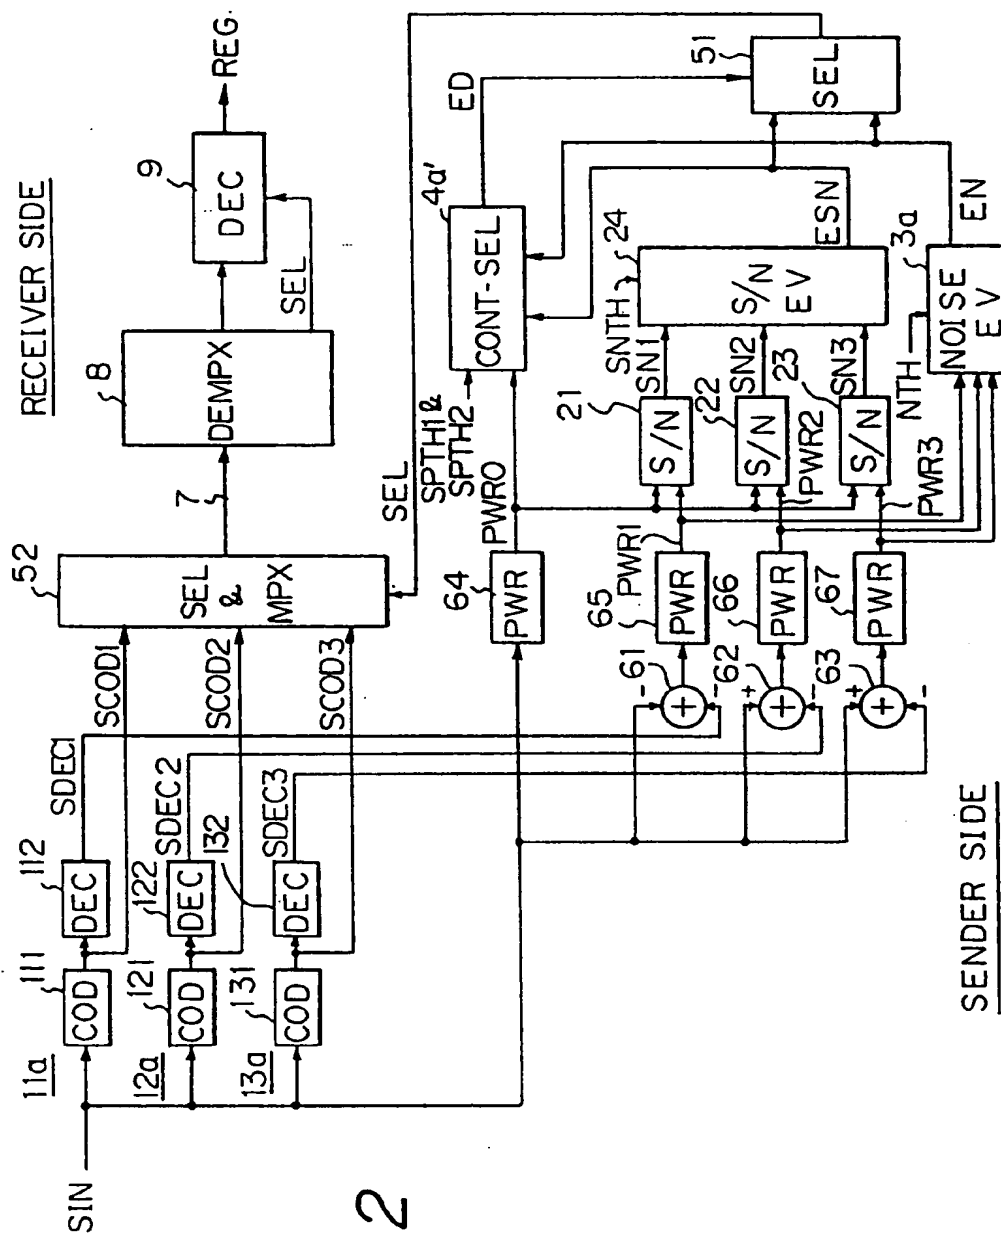 RECEIVER SIDE
SIN
11a
111
COD
112
DEC
SDEC1
SCOD1
12a
121
COD
122
DEC
SDEC2
SCOD2
13a
131
COD
132
DEC
SDEC3
SCOD3
52
SEL
&
MPX
7
8
DEMPX
SEL
9
DEC
REG.
SEL
64
PWR
PWR0
SPTH1 &
SPTH2
CONT-SEL
4a'
ED
51
SEL
61
-
-
65
PWR
PWR1
21
S/N
SN1
62
+
-
66
PWR
PWR2
22
S/N
SN2
63
+
-
67
PWR
PWR3
23
S/N
SN3
SNTH
24
S/N
EV
ESN
NTH
3a
NOISE
EV
EN
SENDER SIDE
2